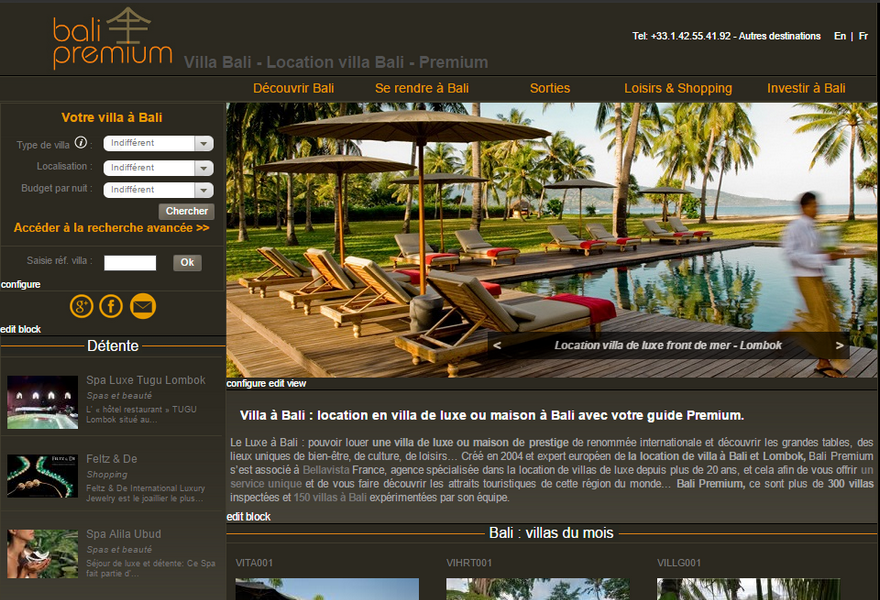 bali
premium
Villa Bali - Location villa Bali - Premium
Tel: +33.1.42.55.41.92 - Autres destinations En | Fr
Découvrir Bali Se rendre à Bali Sorties Loisirs & Shopping Investir à Bali
Votre villa à Bali
Type de villa i : Indifférent
Localisation : Indifférent
Budget par nuit : Indifférent
Chercher
Accéder à la recherche avancée >>
Saisie réf. villa : Ok
configure
g+ f
edit block
Détente
Spa Luxe Tugu Lombok
Spas et beauté
L' « hôtel restaurant » TUGU
Lombok situé au...
Feltz & De
Shopping
Feltz & De International Luxury
Jewelry est le joaillier le plus...
Spa Alila Ubud
Spas et beauté
Séjour de luxe et détente: Ce Spa
fait partie d'...
< Location villa de luxe front de mer - Lombok >
configure edit view
Villa à Bali : location en villa de luxe ou maison à Bali avec votre guide Premium.
Le Luxe à Bali : pouvoir louer une villa de luxe ou maison de prestige de renommée internationale et découvrir les grandes tables, des
lieux uniques de bien-être, de culture, de loisirs... Créé en 2004 et expert européen de la location de villa à Bali et Lombok, Bali Premium
s'est associé à Bellavista France, agence spécialisée dans la location de villas de luxe depuis plus de 20 ans, et cela afin de vous offrir un
service unique et de vous faire découvrir les attraits touristiques de cette région du monde... Bali Premium, ce sont plus de 300 villas
inspectées et 150 villas à Bali expérimentées par son équipe.
edit block
Bali : villas du mois
VITA001 VIHRT001 VILLG001